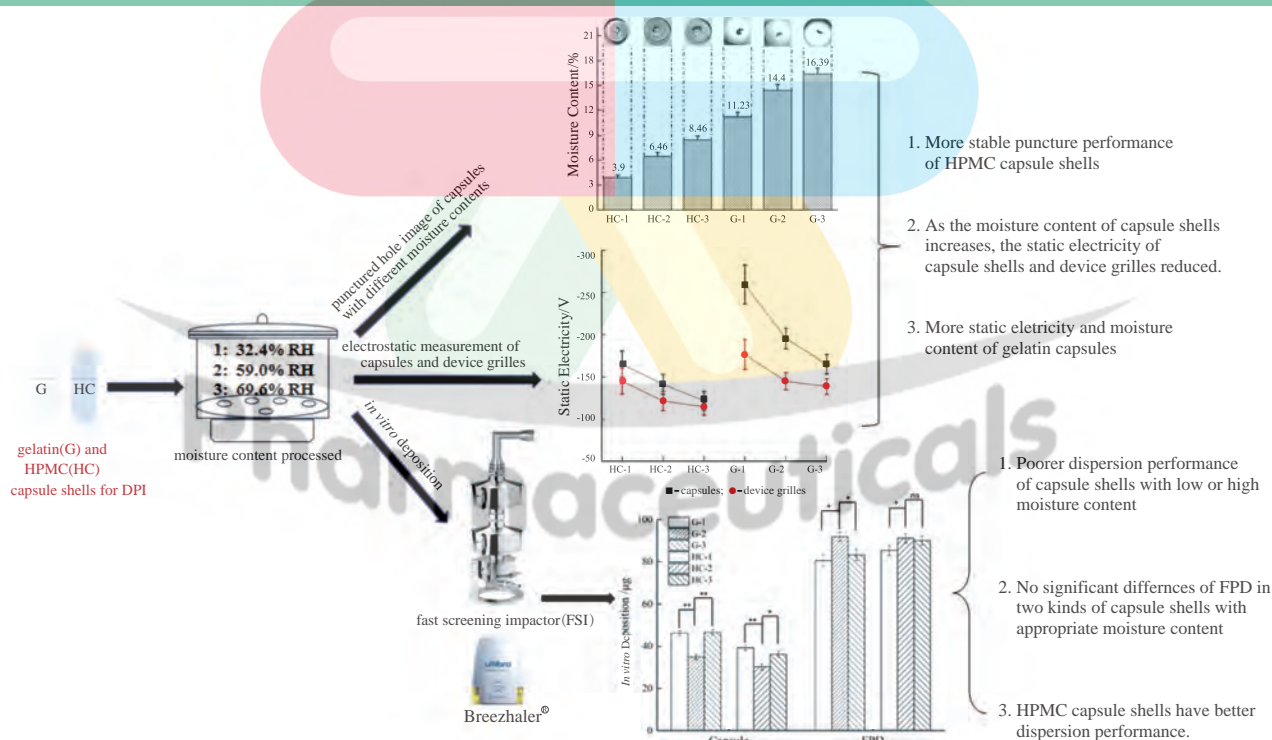 21
18
15
12
9
6
3
0
Moisture Content/%
3.9
6.46
8.46
11.23
14.4
16.39
HC-1
HC-2
HC-3
G-1
G-2
G-3
1. More stable puncture performance
of HPMC capsule shells
2. As the moisture content of capsule shells
increases, the static electricity of
capsule shells and device grilles reduced.
3. More static eletricity and moisture
content of gelatin capsules
punctured hole image of capsules
with different moisture contents
electrostatic measurement of
capsules and device grilles
in vitro deposition
G
HC
gelatin(G) and
HPMC(HC)
capsule shells for DPI
1: 32.4% RH
2: 59.0% RH
3: 69.6% RH
moisture content processed
-300
-250
-200
-150
-100
-50
Static Electricity/V
HC-1
HC-2
HC-3
G-1
G-2
G-3
capsules;
device grilles
Pharmaceuticals
fast screening impactor(FSI)
Breezhaler®
100
80
60
40
20
0
In vitro Deposition /μg
G-1
G-2
G-3
HC-1
HC-2
HC-3
**
**
**
*
*
*
*
ns
Capsule
FPD
1. Poorer dispersion performance
of capsule shells with low or high
moisture content
2. No significant differnces of FPD in
two kinds of capsule shells with
appropriate moisture content
3. HPMC capsule shells have better
dispersion performance.